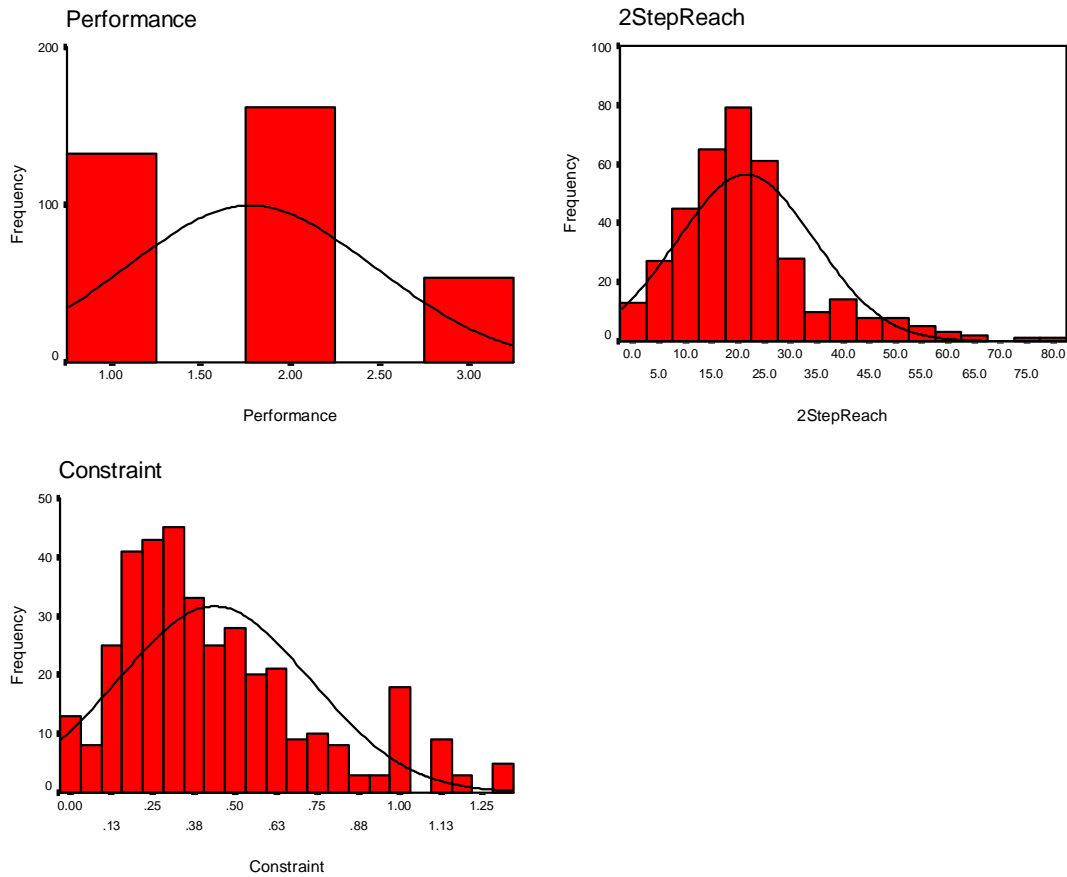 Performance
200
100
0
Frequency
1.00 1.50 2.00 2.50 3.00
Performance
2StepReach
100
80
60
40
20
0
Frequency
0.0 10.0 20.0 30.0 40.0 50.0 60.0 70.0 80.0
5.0 15.0 25.0 35.0 45.0 55.0 65.0 75.0
2StepReach
Constraint
50
40
30
20
10
0
Frequency
0.00 .25 .50 .75 1.00 1.25
.13 .38 .63 .88 1.13
Constraint